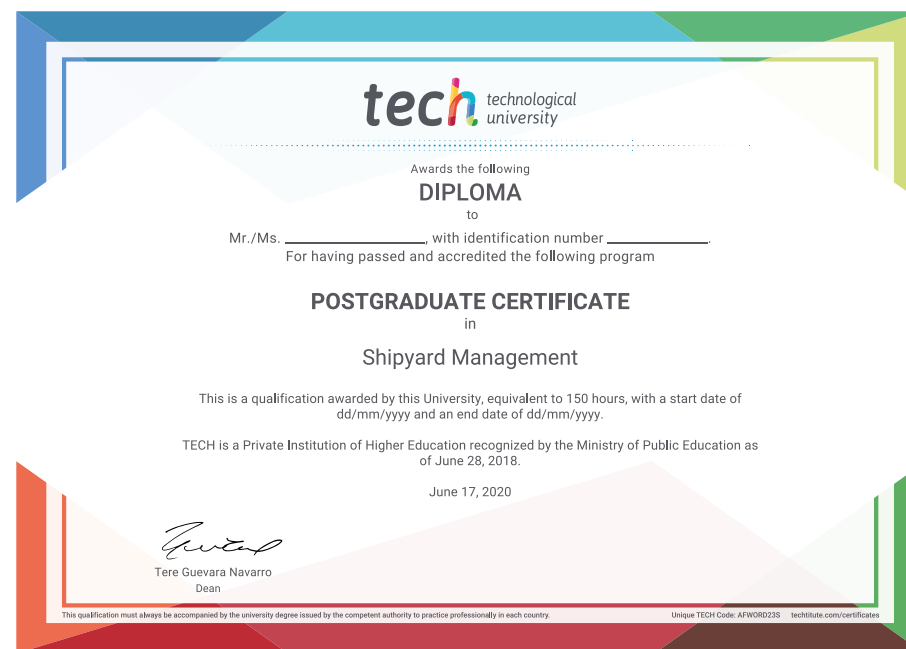 tech technological
university
Awards the following
DIPLOMA
to
Mr./Ms. ____________________, with identification number ______________.
For having passed and accredited the following program
POSTGRADUATE CERTIFICATE
in
Shipyard Management
This is a qualification awarded by this University, equivalent to 150 hours, with a start date of
dd/mm/yyyy and an end date of dd/mm/yyyy.
TECH is a Private Institution of Higher Education recognized by the Ministry of Public Education as
of June 28, 2018.
June 17, 2020
Tere Guevara Navarro
Dean
This qualification must always be accompanied by the university degree issued by the competent authority to practice professionally in each country. Unique TECH Code: AFWORD23S techtitute.com/certificates